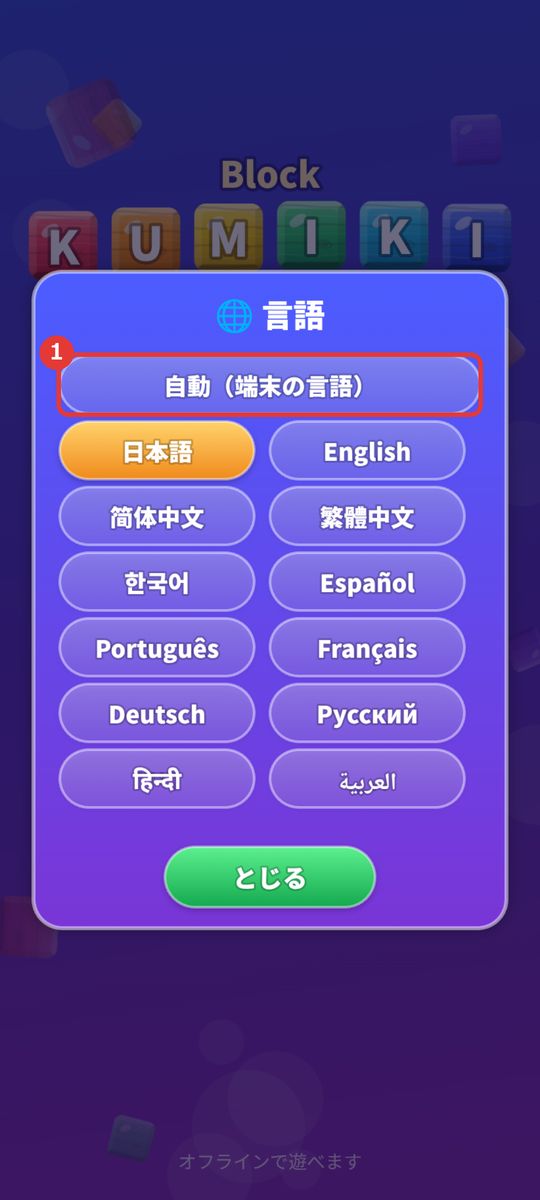 Block
KUMIKI
🌐 言語
1
自動（端末の言語）
日本語
English
简体中文
繁體中文
한국어
Español
Português
Français
Deutsch
Русский
हिन्दी
العربية
とじる
オフラインで遊べます